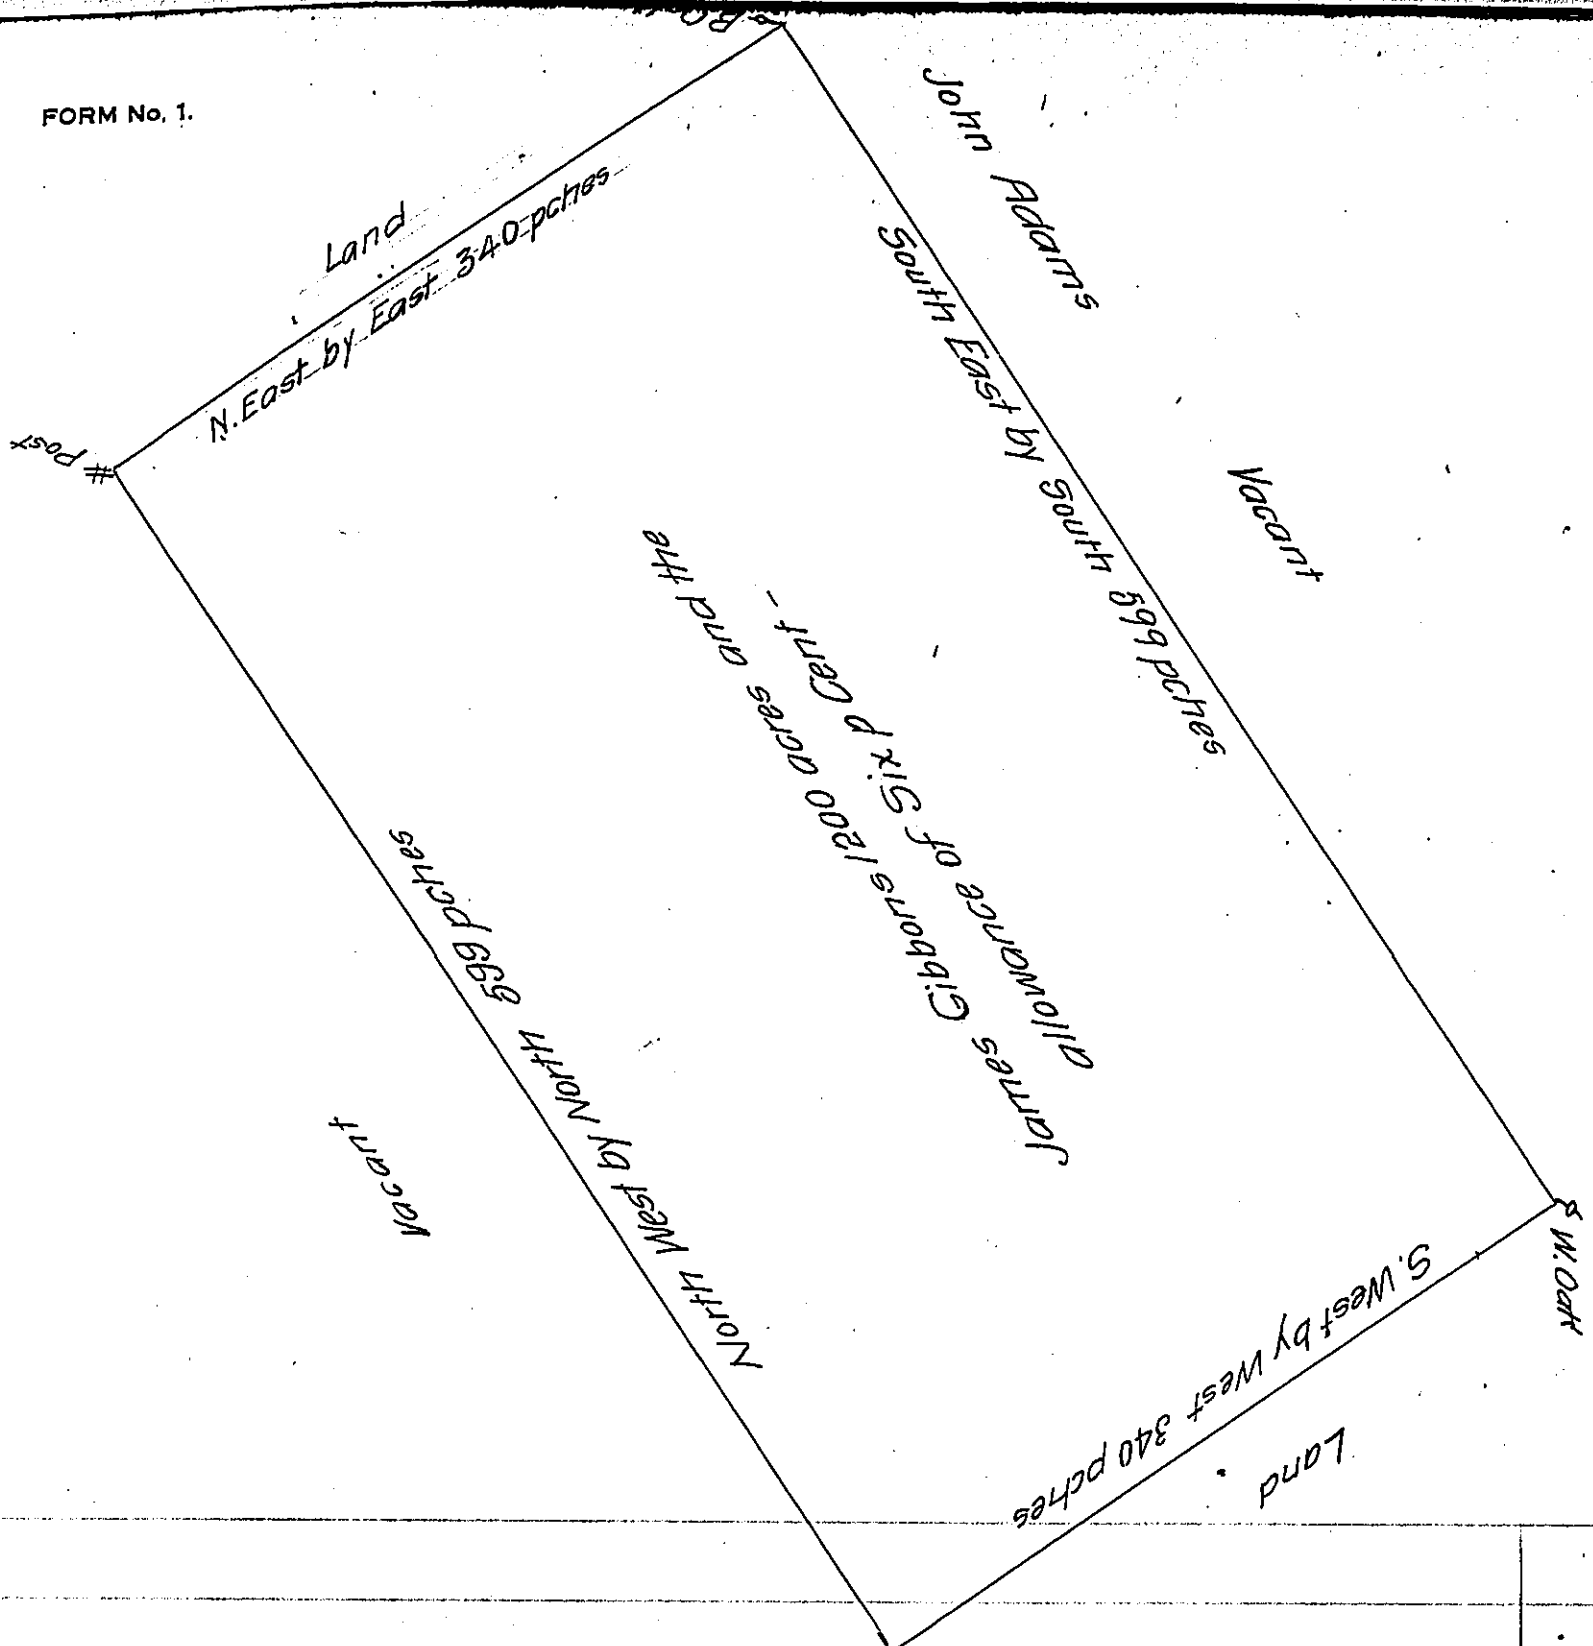 FORM No. 1.
John Adams
Land
N. East by East 340 pches
South East by South 599 pches
Post
Vacant
James Gibbons 1200 acres and the
allowance of Six p Cent-
North West by North 599 pches
Vacant
W. Oak
S. West by West 340 pches
Land